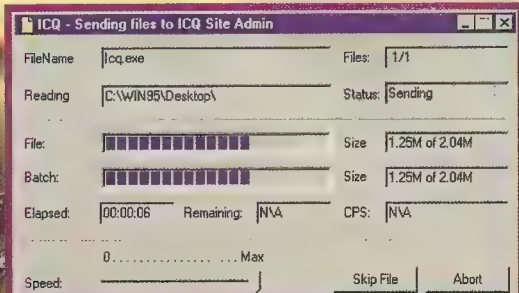 ICQ - Sending files to ICQ Site Admin
FileName Icq.exe Files: 1/1
Reading C:\WIN95\Desktop\ Status: Sending
File: Size 1.25M of 2.04M
Batch: Size 1.25M of 2.04M
Elapsed: 00:00:06 Remaining: N\A CPS: N\A
0 . . . . . . . . . . . . . . . . . Max
Speed: Skip File Abort